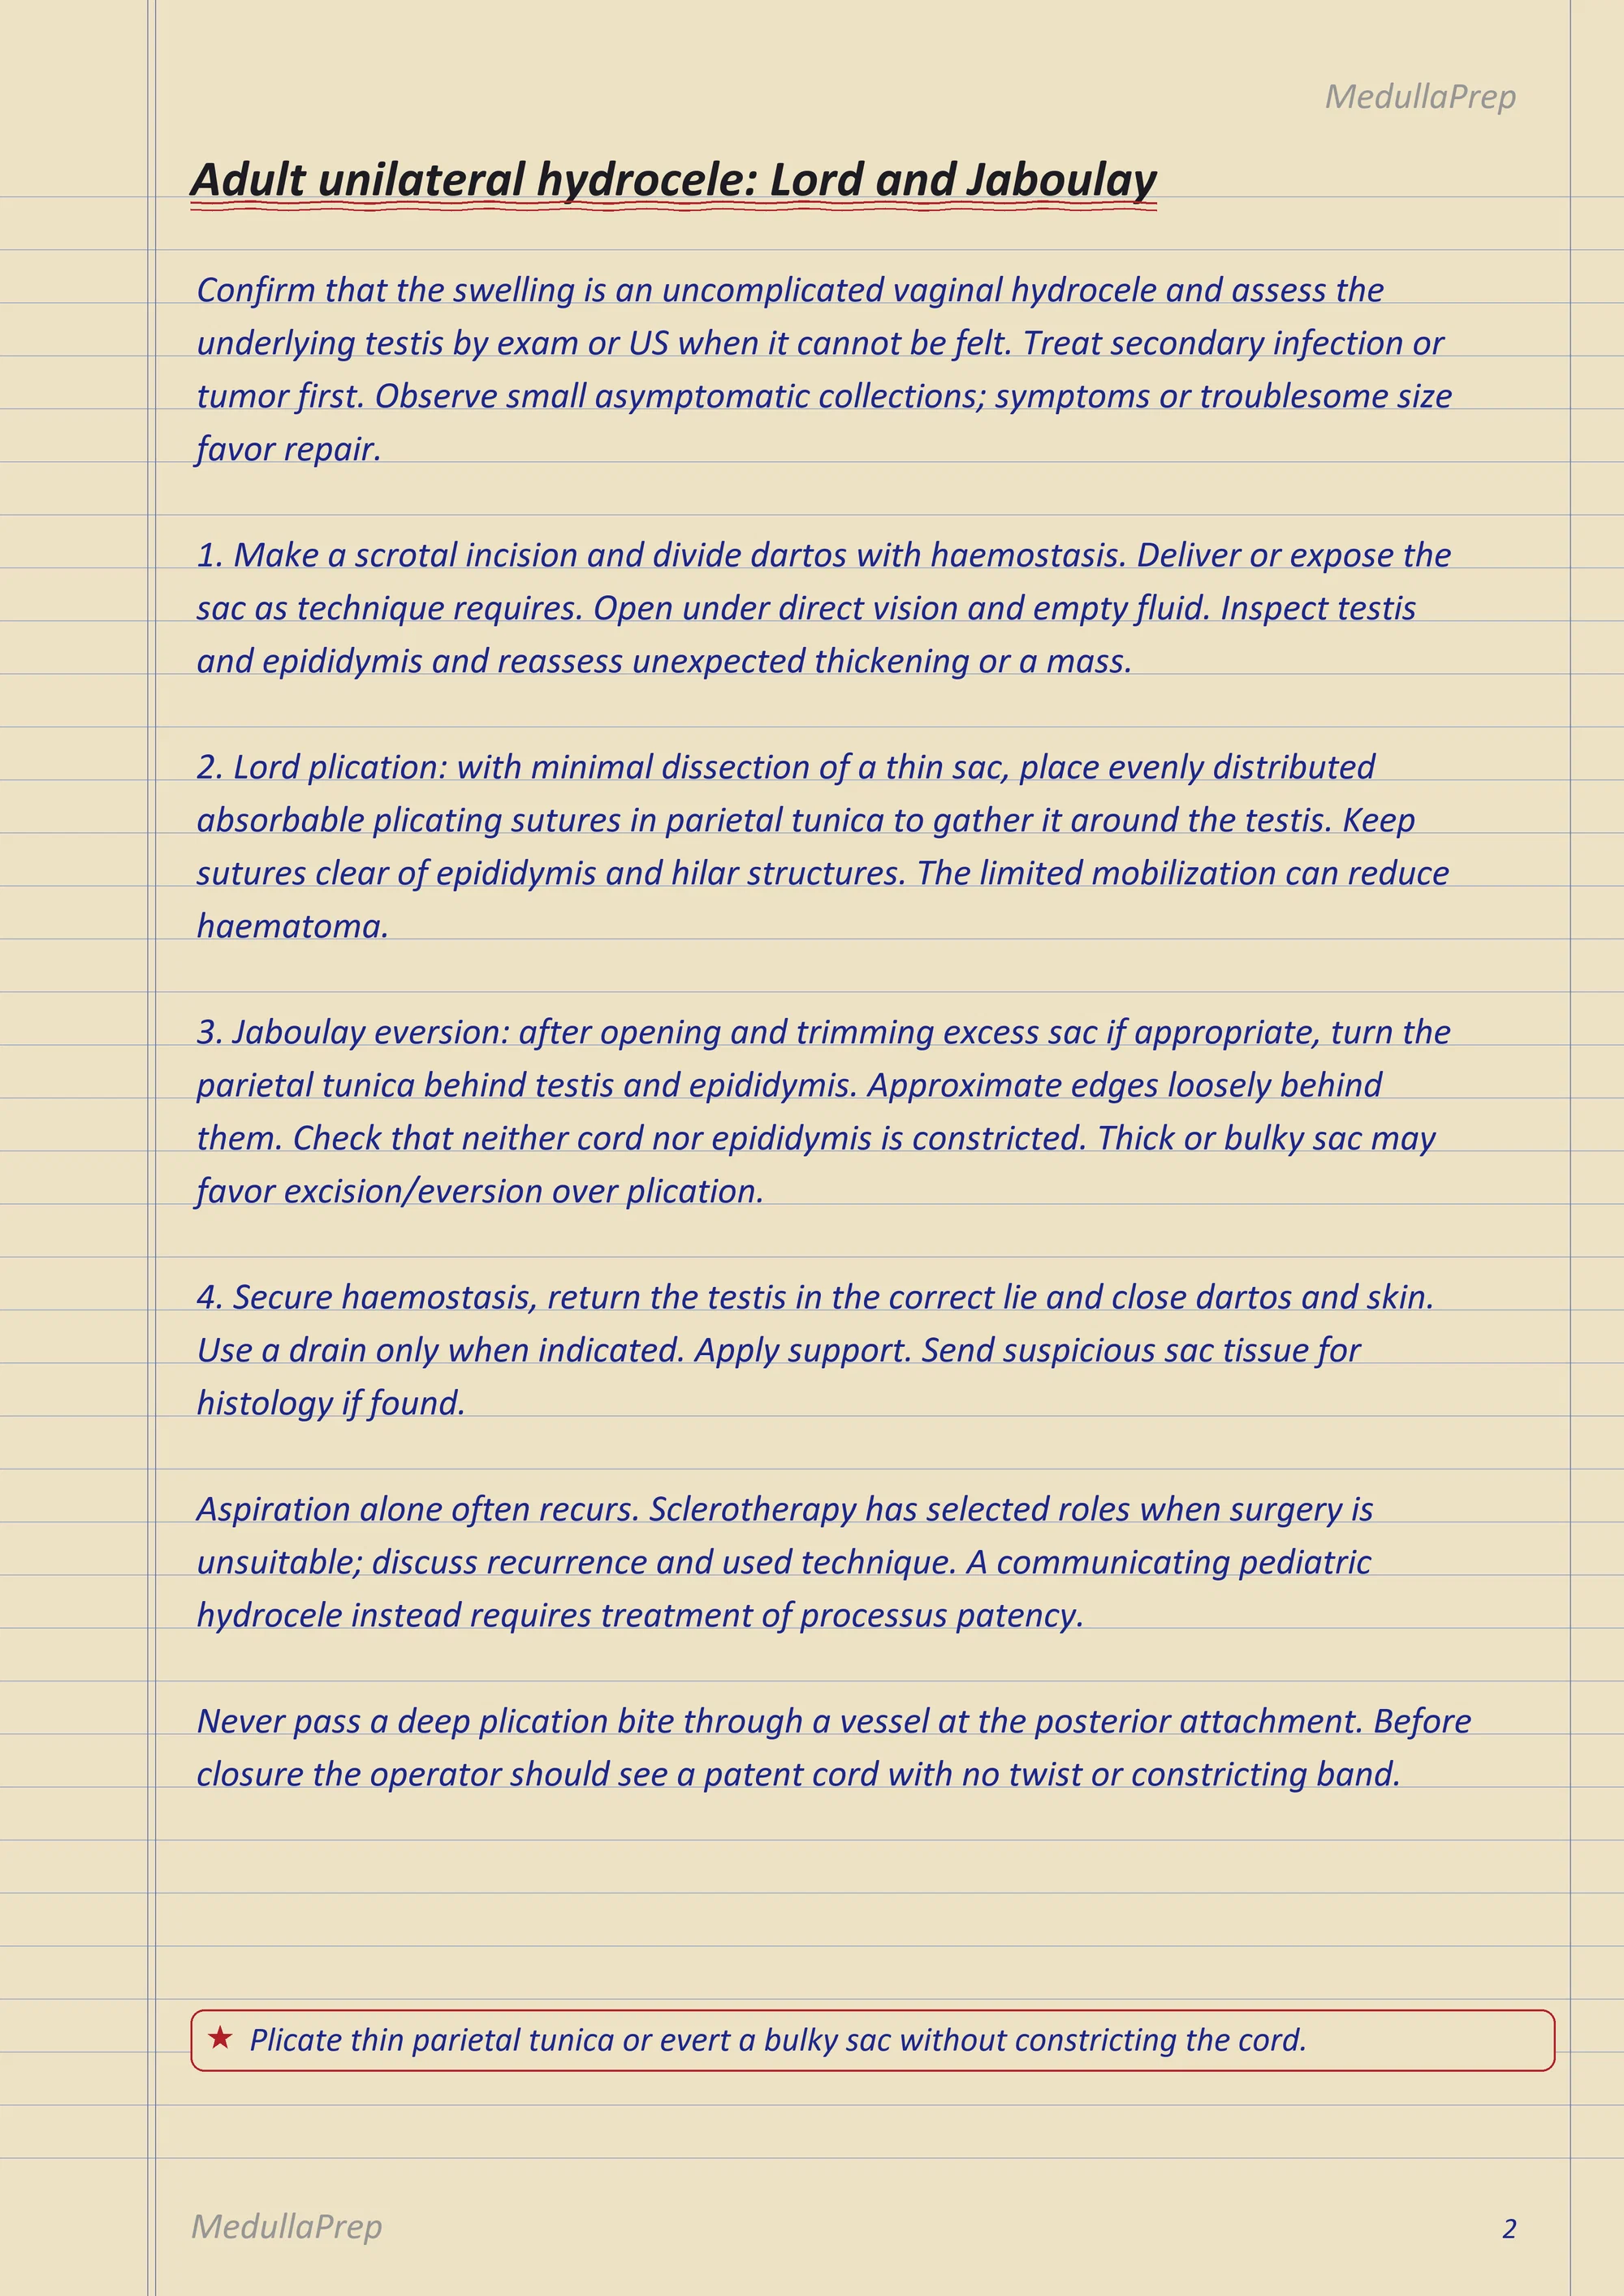 MedullaPrep
Adult unilateral hydrocele: Lord and Jaboulay
Confirm that the swelling is an uncomplicated vaginal hydrocele and assess the
underlying testis by exam or US when it cannot be felt. Treat secondary infection or
tumor first. Observe small asymptomatic collections; symptoms or troublesome size
favor repair.
1. Make a scrotal incision and divide dartos with haemostasis. Deliver or expose the
sac as technique requires. Open under direct vision and empty fluid. Inspect testis
and epididymis and reassess unexpected thickening or a mass.
2. Lord plication: with minimal dissection of a thin sac, place evenly distributed
absorbable plicating sutures in parietal tunica to gather it around the testis. Keep
sutures clear of epididymis and hilar structures. The limited mobilization can reduce
haematoma.
3. Jaboulay eversion: after opening and trimming excess sac if appropriate, turn the
parietal tunica behind testis and epididymis. Approximate edges loosely behind
them. Check that neither cord nor epididymis is constricted. Thick or bulky sac may
favor excision/eversion over plication.
4. Secure haemostasis, return the testis in the correct lie and close dartos and skin.
Use a drain only when indicated. Apply support. Send suspicious sac tissue for
histology if found.
Aspiration alone often recurs. Sclerotherapy has selected roles when surgery is
unsuitable; discuss recurrence and used technique. A communicating pediatric
hydrocele instead requires treatment of processus patency.
Never pass a deep plication bite through a vessel at the posterior attachment. Before
closure the operator should see a patent cord with no twist or constricting band.
★ Plicate thin parietal tunica or evert a bulky sac without constricting the cord.
MedullaPrep
2